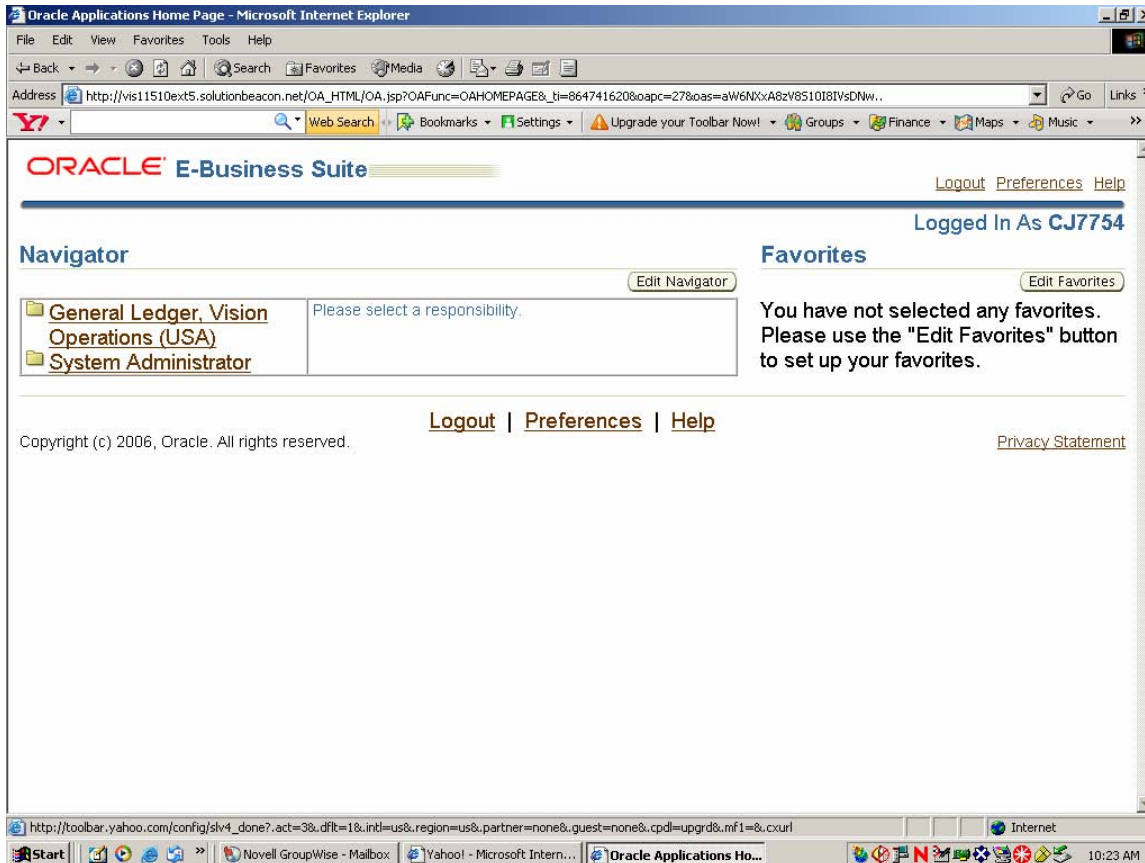 Oracle Applications Home Page - Microsoft Internet Explorer
File Edit View Favorites Tools Help
Back Search Favorites Media
Address http://vis11510ext5.solutionbeacon.net/OA_HTML/OA.jsp?OAFunc=OAHOMEPAGE&_ti=864741620&oapc=27&oas=aW6NXxA8zV8S10I8IVsDNw.. Go Links
Y! Web Search Bookmarks Settings Upgrade your Toolbar Now! Groups Finance Maps Music »
ORACLE E-Business Suite
Logout Preferences Help
Logged In As CJ7754
Navigator
Edit Navigator
General Ledger, Vision
Operations (USA)
System Administrator
Please select a responsibility.
Favorites
Edit Favorites
You have not selected any favorites.
Please use the "Edit Favorites" button
to set up your favorites.
Logout | Preferences | Help
Copyright (c) 2006, Oracle. All rights reserved.
Privacy Statement
http://toolbar.yahoo.com/config/slv4_done?.act=3&.dflt=1&.intl=us&.region=us&.partner=none&.guest=none&.cpdl=upgrd&.mf1=&.cxurl Internet
Start » Novell GroupWise - Mailbox Yahoo! - Microsoft Intern... Oracle Applications Ho... N 10:23 AM